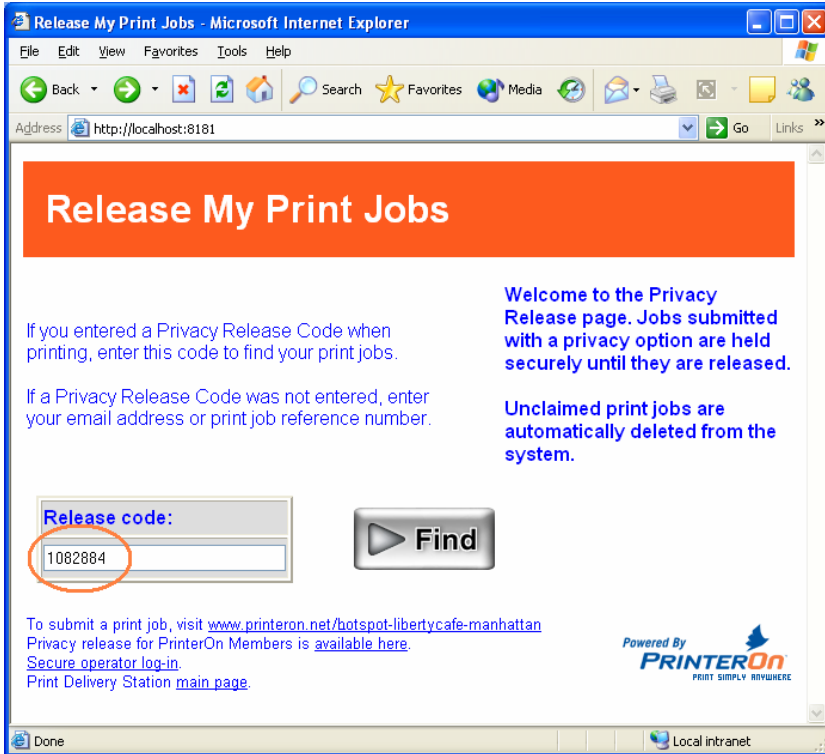 Release My Print Jobs - Microsoft Internet Explorer
File Edit View Favorites Tools Help
Back Search Favorites Media
Address http://localhost:8181 Go Links »
Release My Print Jobs
If you entered a Privacy Release Code when
printing, enter this code to find your print jobs.
If a Privacy Release Code was not entered, enter
your email address or print job reference number.
Welcome to the Privacy
Release page. Jobs submitted
with a privacy option are held
securely until they are released.
Unclaimed print jobs are
automatically deleted from the
system.
Release code:
1082884
Find
To submit a print job, visit www.printeron.net/hotspot-libertycafe-manhattan
Privacy release for PrinterOn Members is available here.
Secure operator log-in.
Print Delivery Station main page.
Powered By
PRINTERON
PRINT SIMPLY ANYWHERE
Done Local intranet